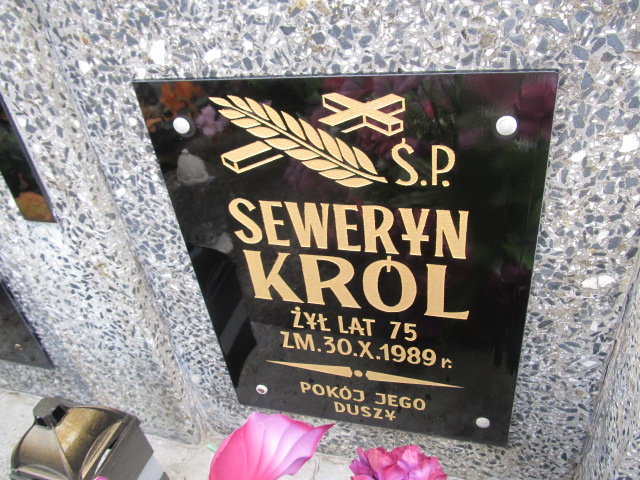 Ś.P.
SEWERYN
KRÓL
ŻYŁ LAT 75
ZM.30.X.1989 r.
POKÓJ JEGO
DUSZY